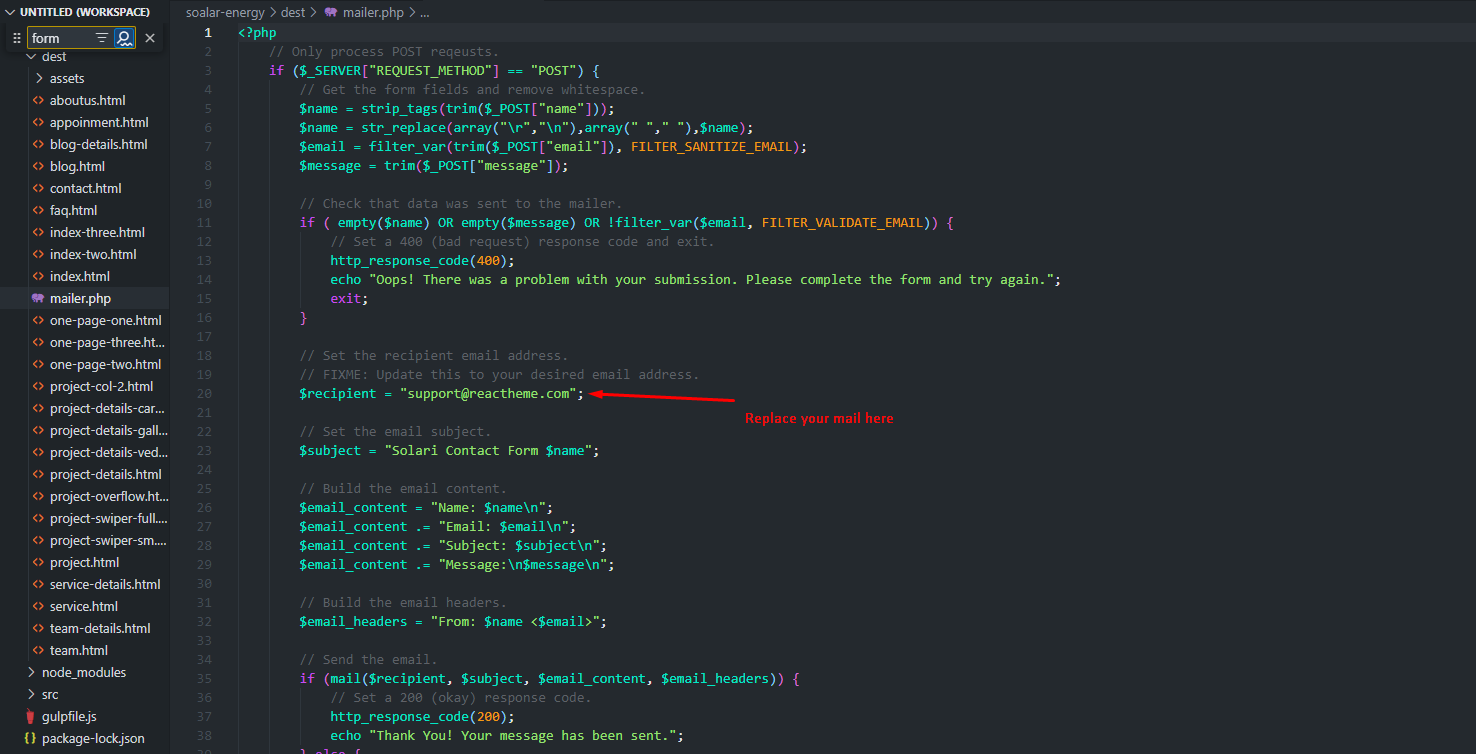 UNTITLED (WORKSPACE)
form
dest
assets
aboutus.html
appoinment.html
blog-details.html
blog.html
contact.html
faq.html
index-three.html
index-two.html
index.html
mailer.php
one-page-one.html
one-page-three.ht...
one-page-two.html
project-col-2.html
project-details-car...
project-details-gall...
project-details-ved...
project-details.html
project-overflow.ht...
project-swiper-full....
project-swiper-sm....
project.html
service-details.html
service.html
team-details.html
team.html
node_modules
src
gulpfile.js
package-lock.json
soalar-energy > dest > mailer.php > ...
1 <?php
2 // Only process POST reqeusts.
3 if ($_SERVER["REQUEST_METHOD"] == "POST") {
4 // Get the form fields and remove whitespace.
5 $name = strip_tags(trim($_POST["name"]));
6 $name = str_replace(array("\r","\n"),array(" "," "),$name);
7 $email = filter_var(trim($_POST["email"]), FILTER_SANITIZE_EMAIL);
8 $message = trim($_POST["message"]);
9
10 // Check that data was sent to the mailer.
11 if ( empty($name) OR empty($message) OR !filter_var($email, FILTER_VALIDATE_EMAIL)) {
12 // Set a 400 (bad request) response code and exit.
13 http_response_code(400);
14 echo "Oops! There was a problem with your submission. Please complete the form and try again.";
15 exit;
16 }
17
18 // Set the recipient email address.
19 // FIXME: Update this to your desired email address.
20 $recipient = "support@reactheme.com";
Replace your mail here
21
22 // Set the email subject.
23 $subject = "Solari Contact Form $name";
24
25 // Build the email content.
26 $email_content = "Name: $name\n";
27 $email_content .= "Email: $email\n";
28 $email_content .= "Subject: $subject\n";
29 $email_content .= "Message:\n$message\n";
30
31 // Build the email headers.
32 $email_headers = "From: $name <$email>";
33
34 // Send the email.
35 if (mail($recipient, $subject, $email_content, $email_headers)) {
36 // Set a 200 (okay) response code.
37 http_response_code(200);
38 echo "Thank You! Your message has been sent.";
39 } else {